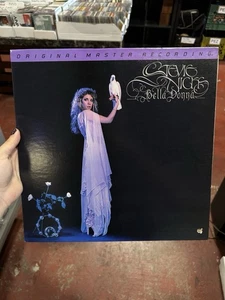 ORIGINAL MASTER RECORDING
STEVIE
NICKS
Bella Donna